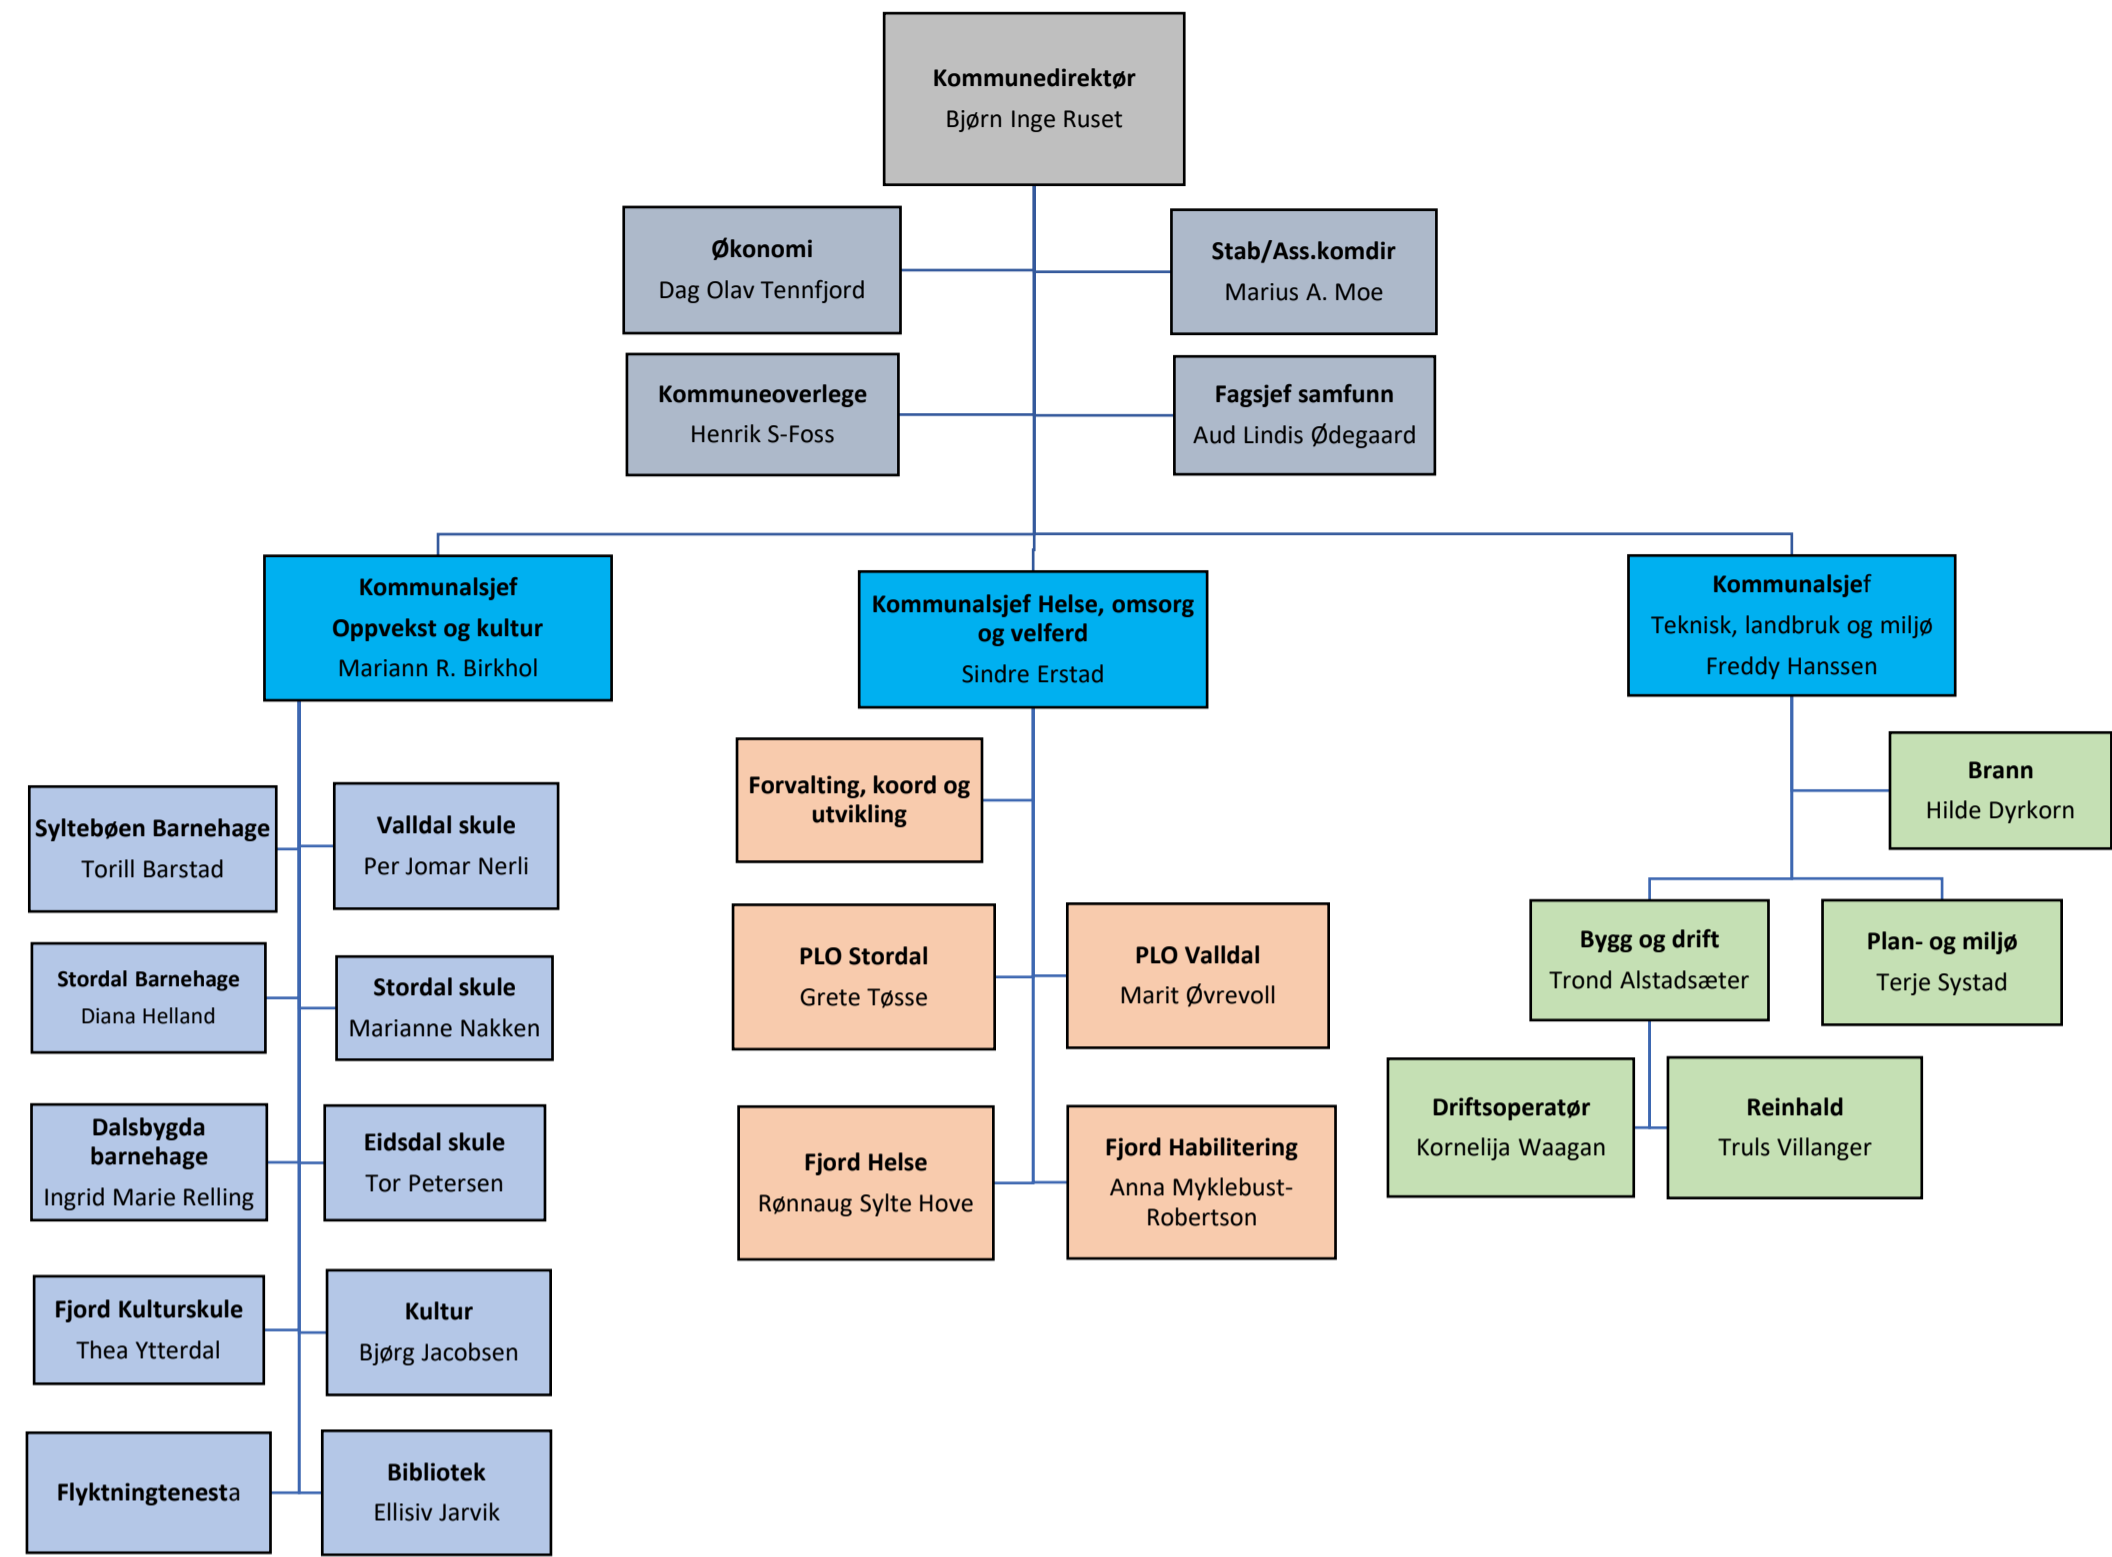 Kommunedirektør
Bjørn Inge Ruset
Økonomi
Dag Olav Tennfjord
Stab/Ass.komdir
Marius A. Moe
Kommuneoverlege
Henrik S-Foss
Fagsjef samfunn
Aud Lindis Ødegaard
Kommunalsjef
Oppvekst og kultur
Mariann R. Birkhol
Kommunalsjef Helse, omsorg
og velferd
Sindre Erstad
Kommunalsjef
Teknisk, landbruk og miljø
Freddy Hanssen
Syltebøen Barnehage
Torill Barstad
Valldal skule
Per Jomar Nerli
Stordal Barnehage
Diana Helland
Stordal skule
Marianne Nakken
Dalsbygda
barnehage
Ingrid Marie Relling
Eidsdal skule
Tor Petersen
Fjord Kulturskule
Thea Ytterdal
Kultur
Bjørg Jacobsen
Flyktningtenesta
Bibliotek
Ellisiv Jarvik
Forvalting, koord og
utvikling
PLO Stordal
Grete Tøsse
PLO Valldal
Marit Øvrevoll
Fjord Helse
Rønnaug Sylte Hove
Fjord Habilitering
Anna Myklebust-
Robertson
Brann
Hilde Dyrkorn
Bygg og drift
Trond Alstadsæter
Plan- og miljø
Terje Systad
Driftsoperatør
Kornelija Waagan
Reinhald
Truls Villanger